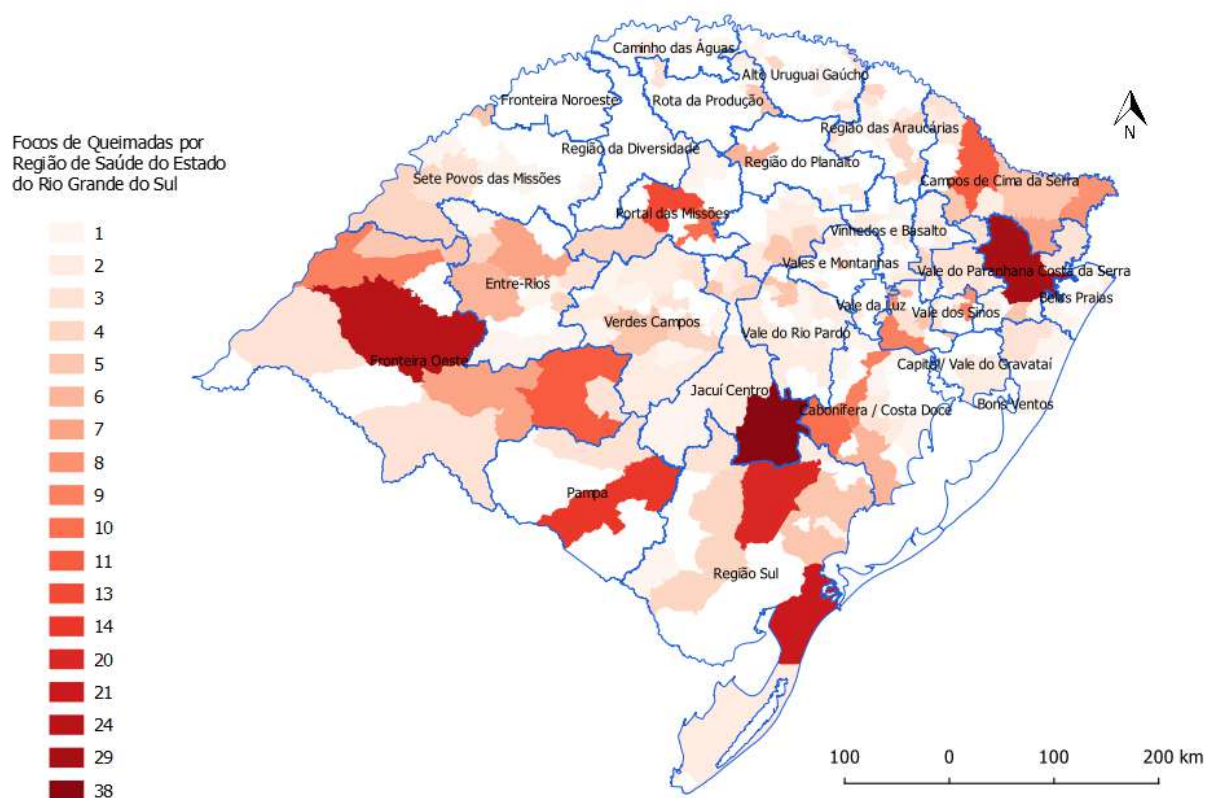 Focos de Queimadas por
Região de Saúde do Estado
do Rio Grande do Sul
1
2
3
4
5
6
7
8
9
10
11
13
14
20
21
24
29
38
Caminho das Águas
Alto Uruguai Gaúcho
Fronteira Noroeste
Rota da Produção
Região das Araucárias
Região da Diversidade
Região do Planalto
Sete Povos das Missões
Campos de Cima da Serra
Portal das Missões
Vinhedos e Basalto
Vales e Montanhas
Vale do Paranhana Costa da Serra
Entre-Rios
Belas Praias
Vale da Luz
Vale dos Sinos
Verdes Campos
Vale do Rio Pardo
Fronteira Oeste
Capital / Vale do Gravataí
Jacuí Centro
Bons Ventos
Cabonífera / Costa Doce
Pampa
Região Sul
N
100 0 100 200 km